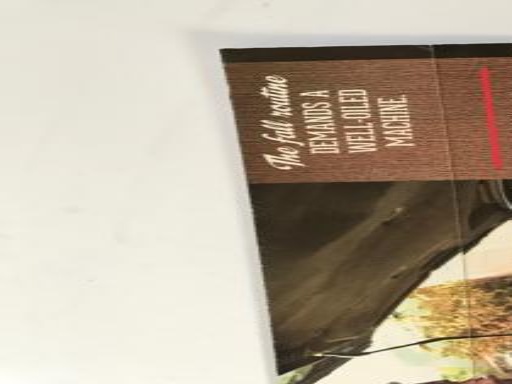 The fall routine
DEMANDS A
WELL-OILED
MACHINE.